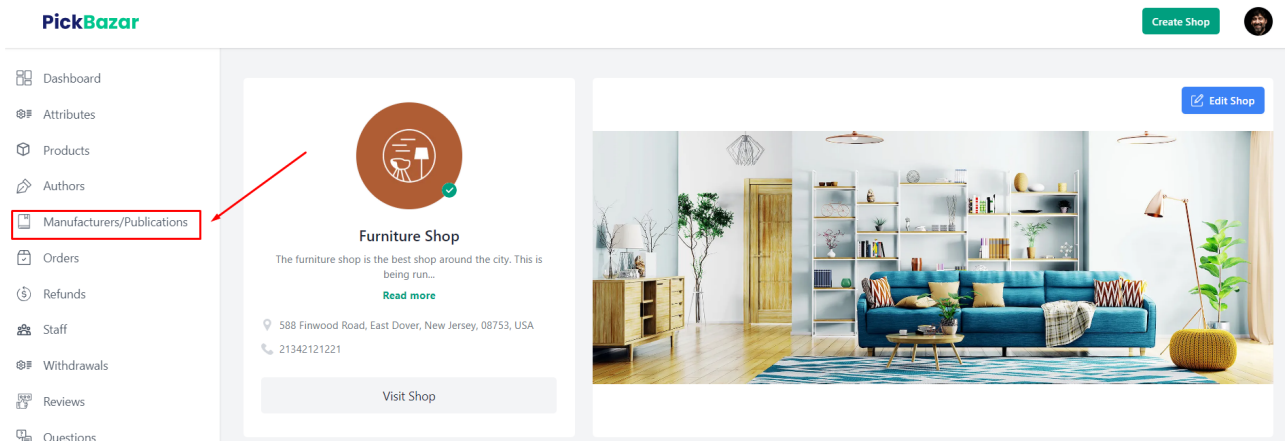 PickBazar
Create Shop
Dashboard
Attributes
Products
Authors
Manufacturers/Publications
Orders
Refunds
Staff
Withdrawals
Reviews
Questions
Furniture Shop
The furniture shop is the best shop around the city. This is
being run...
Read more
588 Finwood Road, East Dover, New Jersey, 08753, USA
21342121221
Visit Shop
Edit Shop